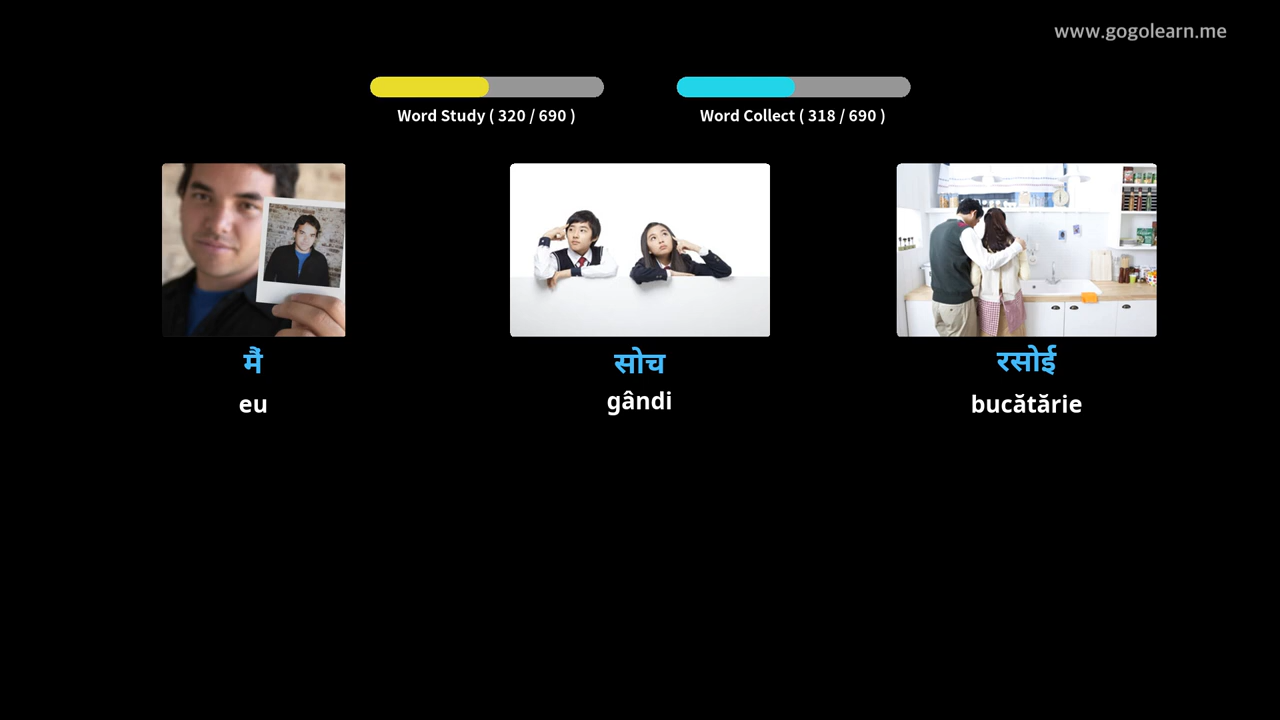 www.gogolearn.me
Word Study ( 320 / 690 )
Word Collect ( 318 / 690 )
मैं
सोच
रसोई
eu
gândi
bucătărie